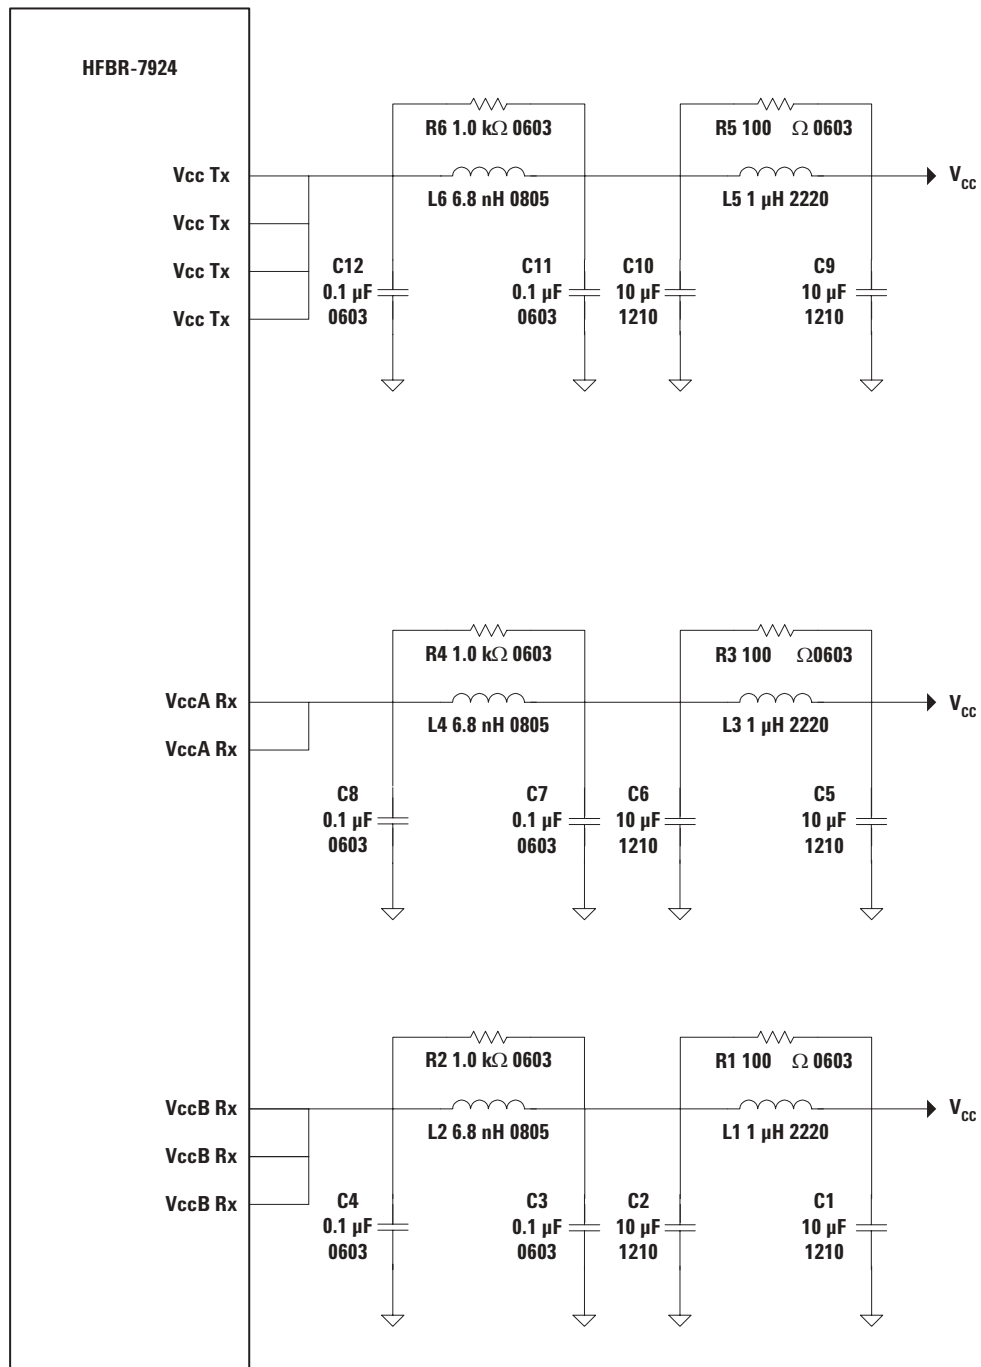 HFBR-7924
R6 1.0 kΩ 0603
R5 100 Ω 0603
Vcc Tx
L6 6.8 nH 0805
L5 1 µH 2220
VCC
Vcc Tx
Vcc Tx
Vcc Tx
C12
0.1 µF
0603
C11
0.1 µF
0603
C10
10 µF
1210
C9
10 µF
1210
R4 1.0 kΩ 0603
R3 100 Ω0603
VccA Rx
L4 6.8 nH 0805
L3 1 µH 2220
VCC
VccA Rx
C8
0.1 µF
0603
C7
0.1 µF
0603
C6
10 µF
1210
C5
10 µF
1210
R2 1.0 kΩ 0603
R1 100 Ω 0603
VccB Rx
L2 6.8 nH 0805
L1 1 µH 2220
VCC
VccB Rx
VccB Rx
C4
0.1 µF
0603
C3
0.1 µF
0603
C2
10 µF
1210
C1
10 µF
1210